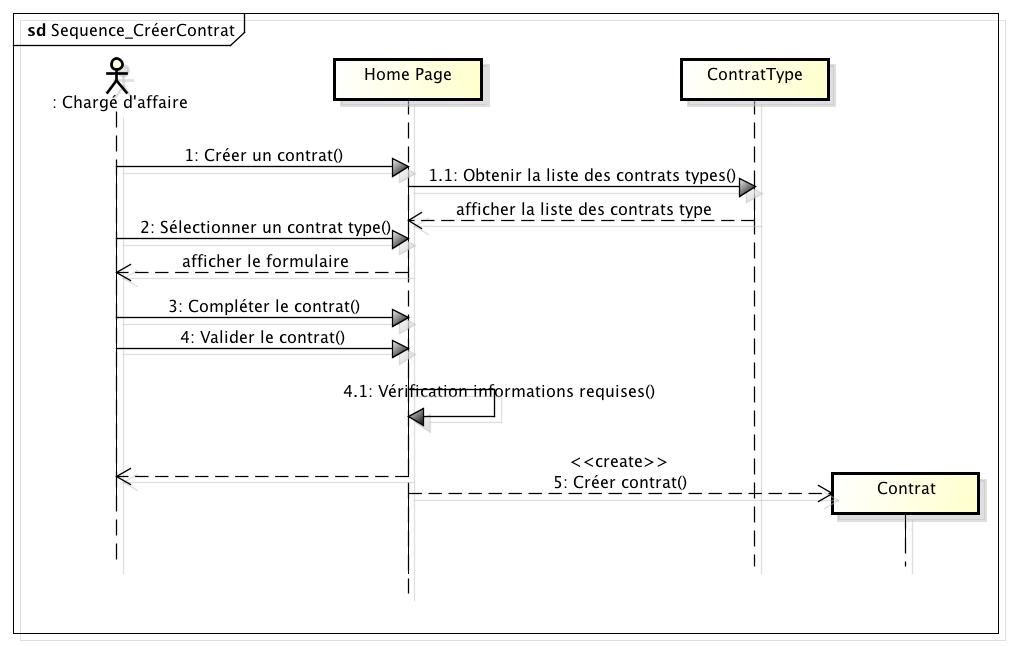 sd Sequence_CréerContrat
: Chargé d'affaire
Home Page
ContratType
1: Créer un contrat()
1.1: Obtenir la liste des contrats types()
afficher la liste des contrats type
2: Sélectionner un contrat type()
afficher le formulaire
3: Compléter le contrat()
4: Valider le contrat()
4.1: Vérification informations requises()
<<create>>
5: Créer contrat()
Contrat